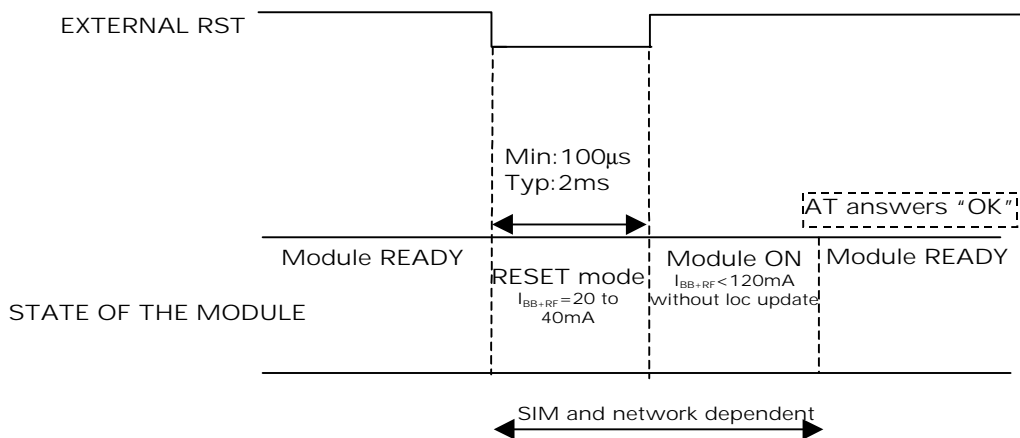 EXTERNAL RST
Min:100µs
Typ:2ms
AT answers “OK”
Module READY
RESET mode
IBB+RF=20 to
40mA
Module ON
IBB+RF<120mA
without loc update
Module READY
STATE OF THE MODULE
SIM and network dependent